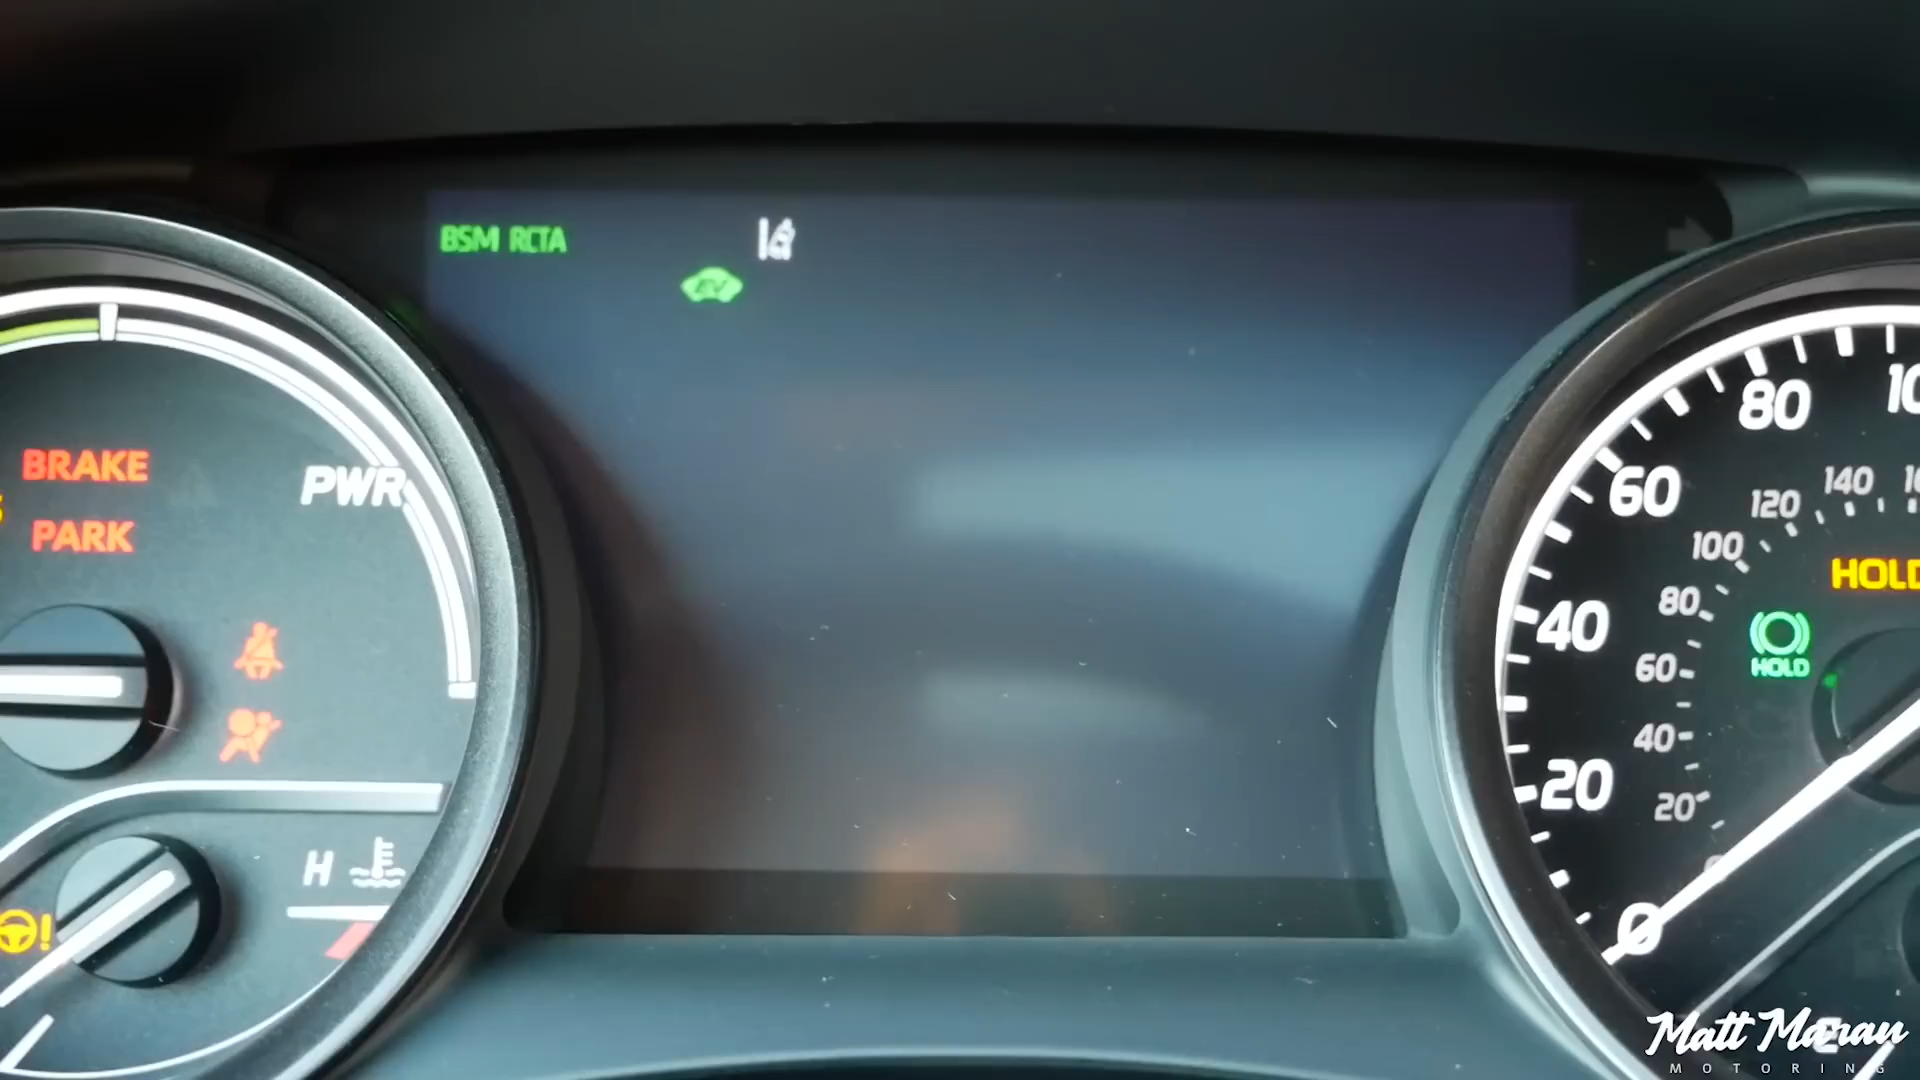 BSM RCTA
EV
BRAKE
PARK
PWR
H
80
60
40
20
0
140
120
100
80
60
40
20
HOLD
HOLD
E
Matt Maran
MOTORING